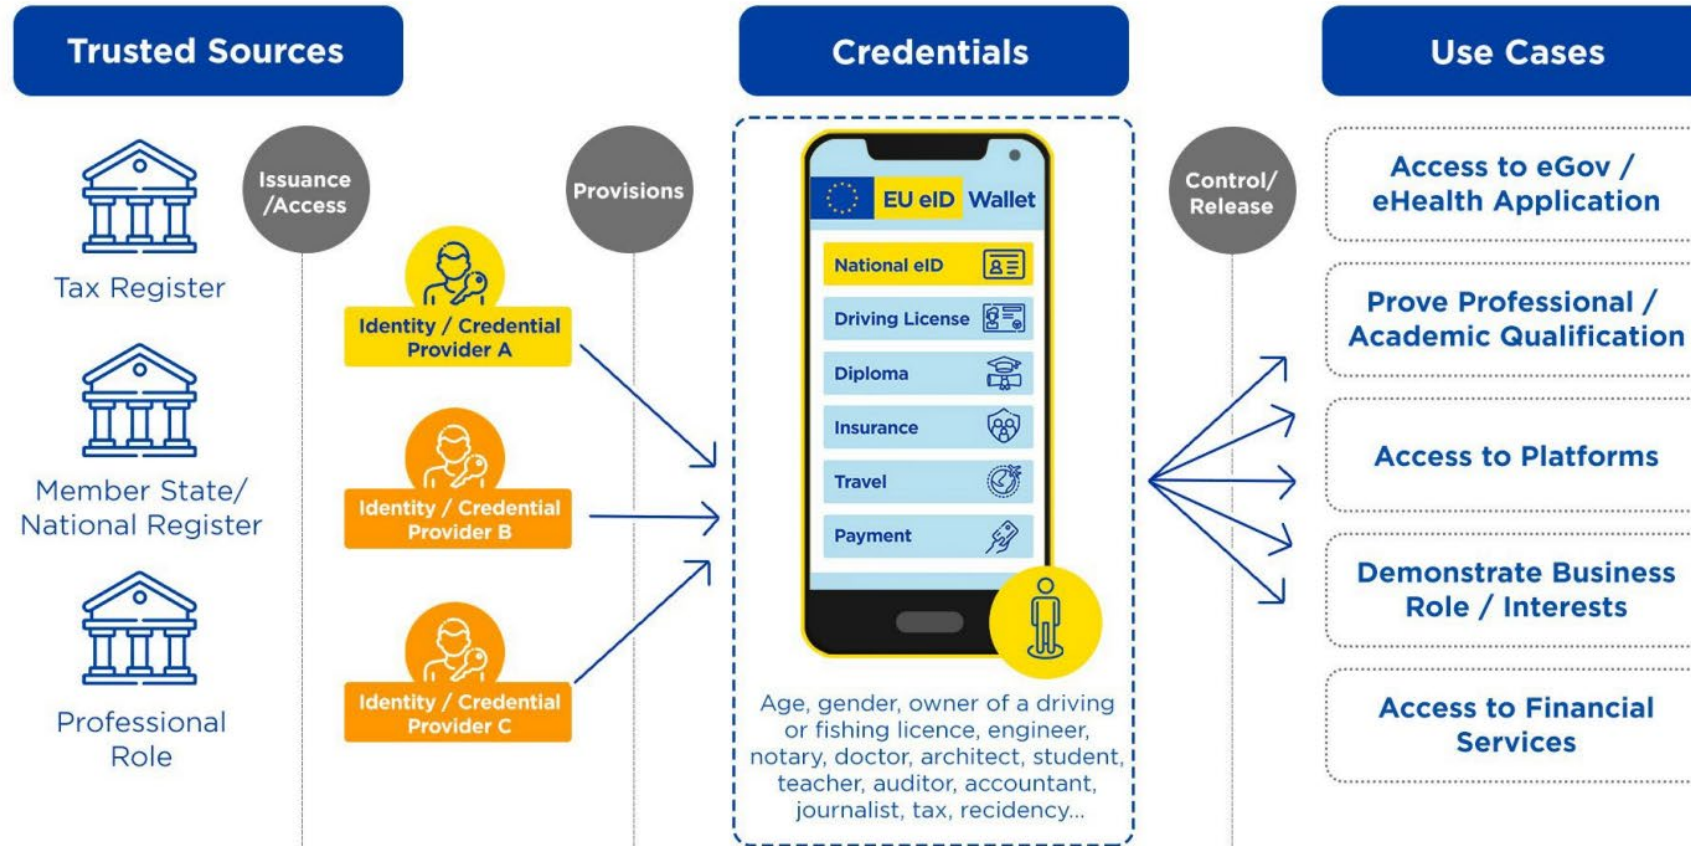 Trusted Sources
Credentials
Use Cases
Tax Register
Member State/
National Register
Professional
Role
Issuance
/Access
Identity / Credential
Provider A
Identity / Credential
Provider B
Identity / Credential
Provider C
Provisions
EU eID Wallet
National eID
Driving License
Diploma
Insurance
Travel
Payment
Age, gender, owner of a driving
or fishing licence, engineer,
notary, doctor, architect, student,
teacher, auditor, accountant,
journalist, tax, recidency...
Control/
Release
Access to eGov /
eHealth Application
Prove Professional /
Academic Qualification
Access to Platforms
Demonstrate Business
Role / Interests
Access to Financial
Services